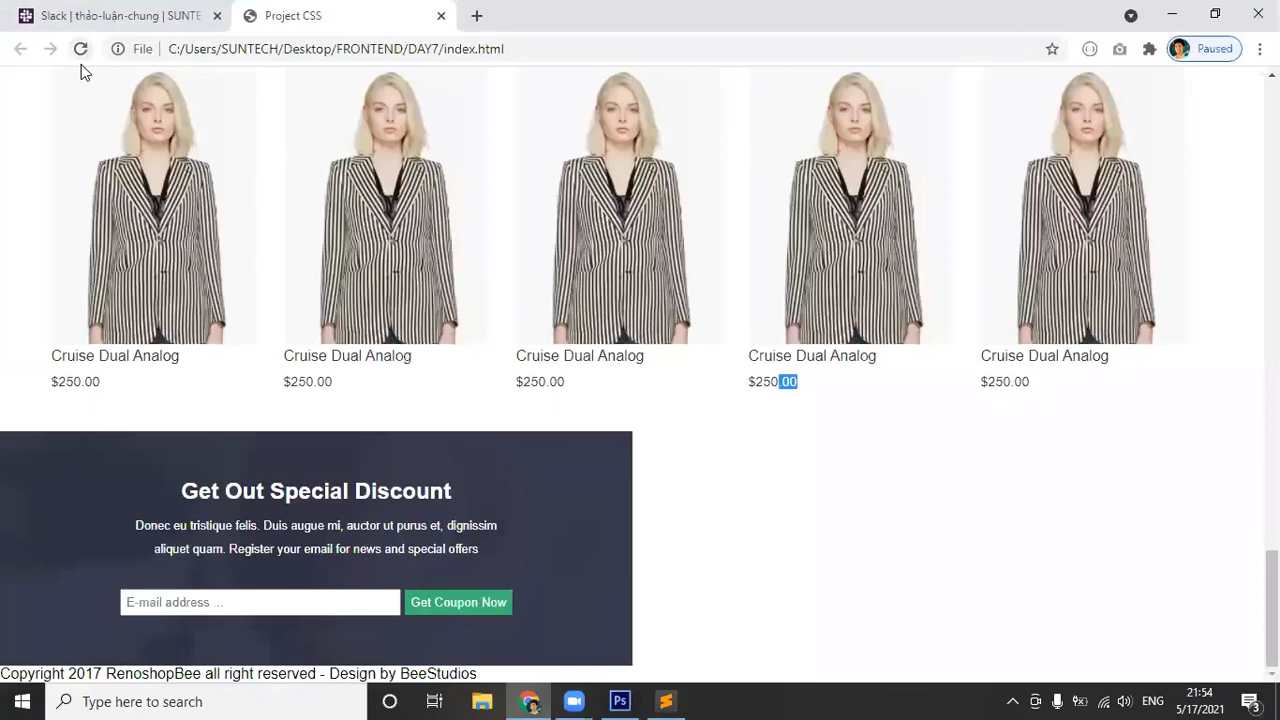 Slack | thảo-luận-chung | SUNTE
Project CSS
File
C:/Users/SUNTECH/Desktop/FRONTEND/DAY7/index.html
Paused
Cruise Dual Analog Cruise Dual Analog Cruise Dual Analog Cruise Dual Analog Cruise Dual Analog
$250.00 $250.00 $250.00 $250.00 $250.00
Get Out Special Discount
Donec eu tristique felis. Duis augue mi, auctor ut purus et, dignissim
aliquet quam. Register your email for news and special offers
E-mail address ... Get Coupon Now
Copyright 2017 RenoshopBee all right reserved - Design by BeeStudios
Type here to search
Ps
ENG
21:54
5/17/2021
3